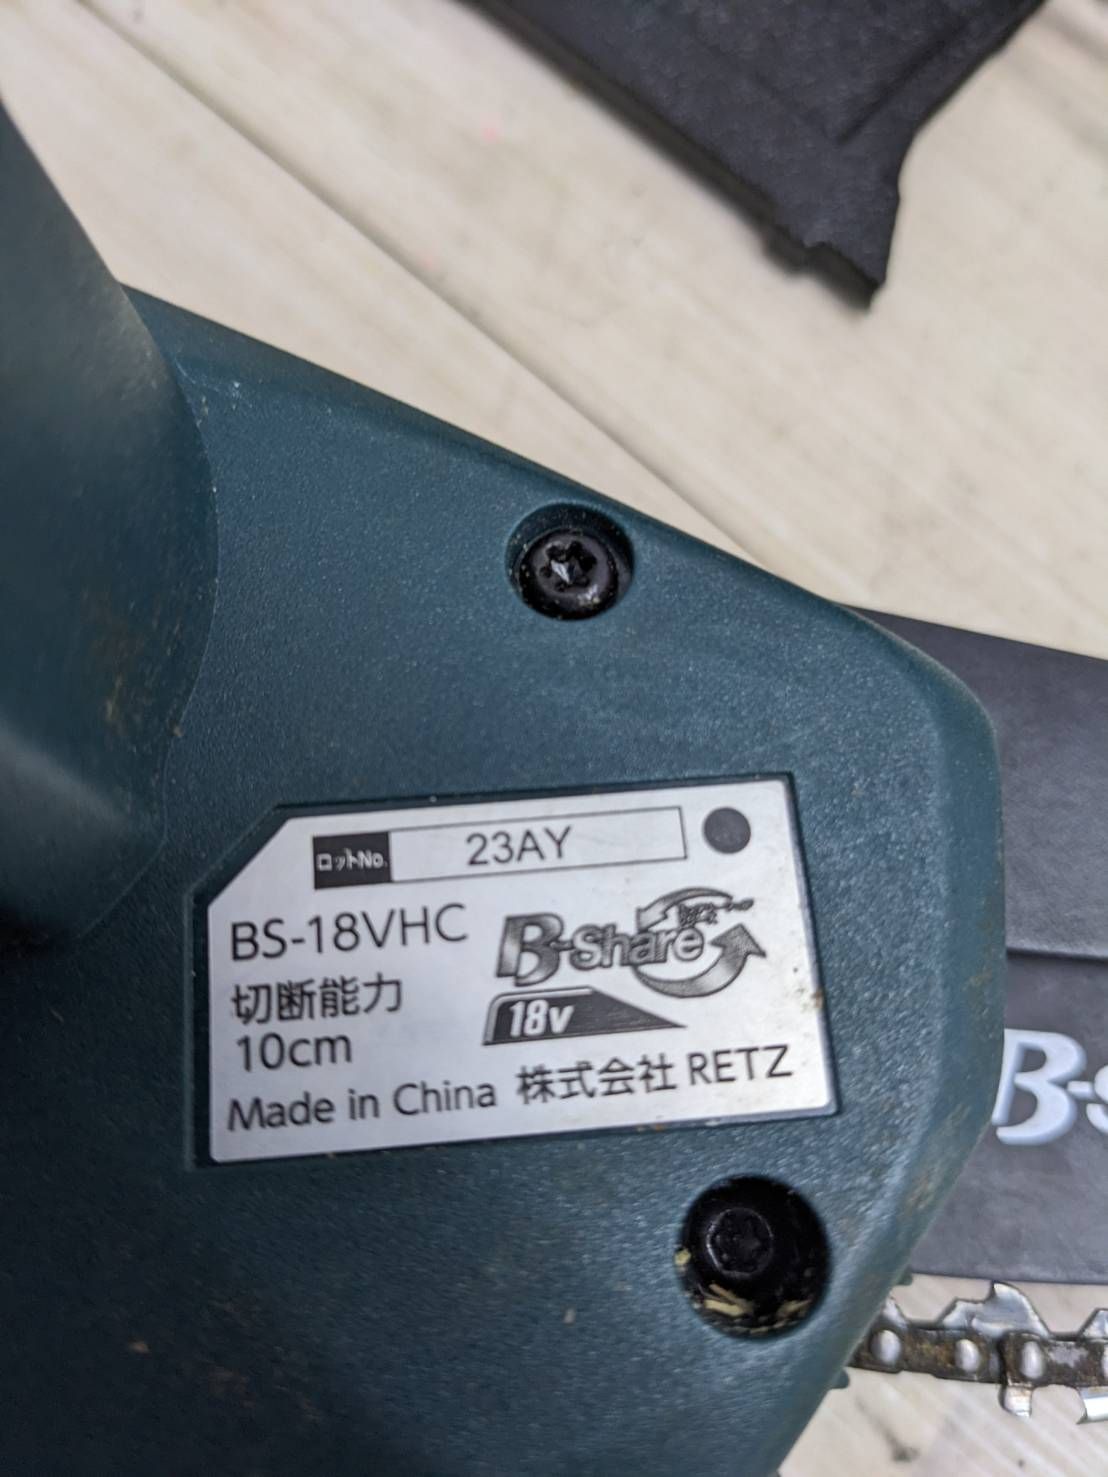 ロットNo. 23AY
BS-18VHC
B-Share
切断能力
18v
10cm
Made in China 株式会社 RETZ
B-S